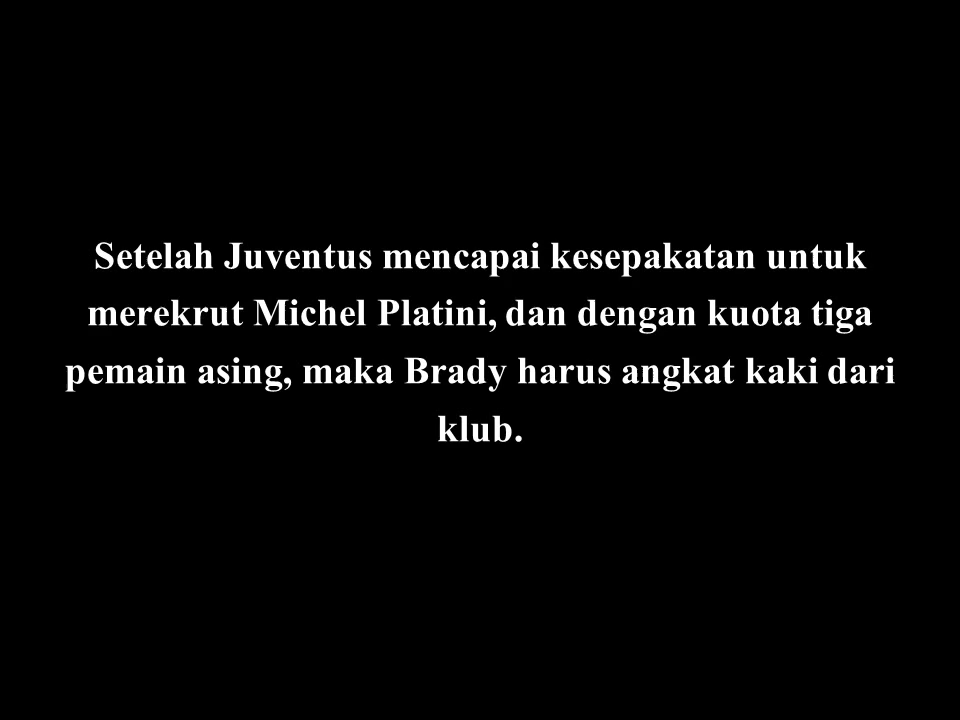 Setelah Juventus mencapai kesepakatan untuk
merekrut Michel Platini, dan dengan kuota tiga
pemain asing, maka Brady harus angkat kaki dari
klub.